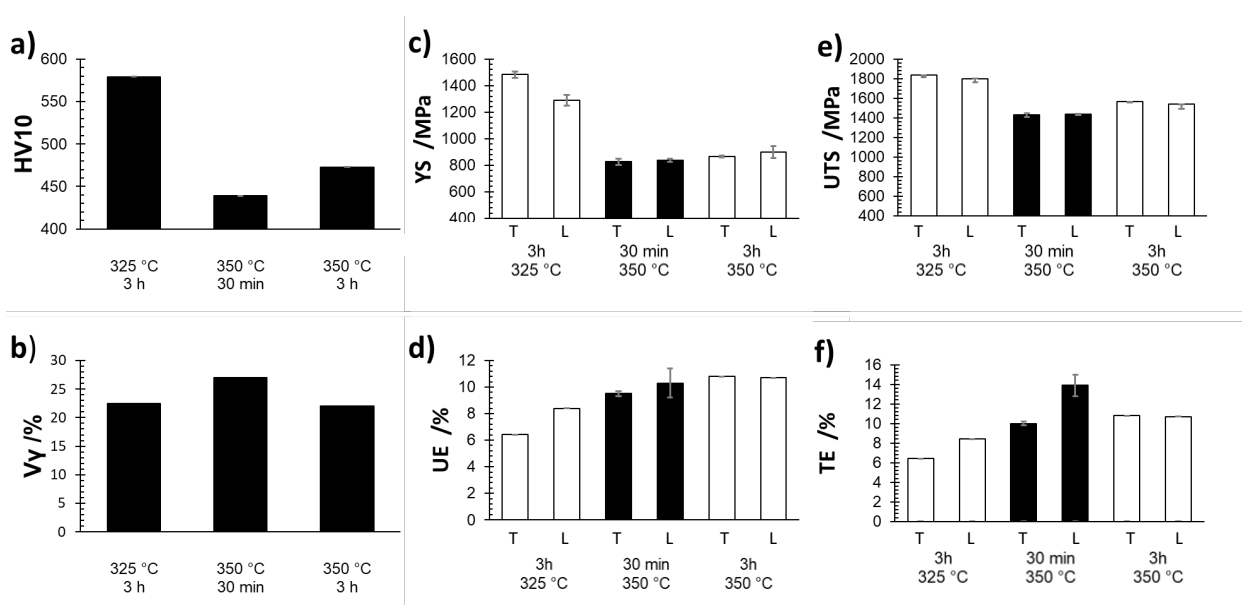 a)
HV10
600
550
500
450
400
325 °C 350 °C 350 °C
3 h 30 min 3 h
b)
Vγ /%
30
25
20
15
10
5
0
325 °C 350 °C 350 °C
3 h 30 min 3 h
c)
YS /MPa
1600
1400
1200
1000
800
600
400
T L T L T L
3h 30 min 3h
325 °C 350 °C 350 °C
d)
UE /%
12
10
8
6
4
2
0
T L T L T L
3h 30 min 3h
325 °C 350 °C 350 °C
e)
UTS /MPa
2000
1800
1600
1400
1200
1000
800
600
400
T L T L T L
3h 30 min 3h
325 °C 350 °C 350 °C
f)
TE /%
16
14
12
10
8
6
4
2
0
T L T L T L
3h 30 min 3h
325 °C 350 °C 350 °C